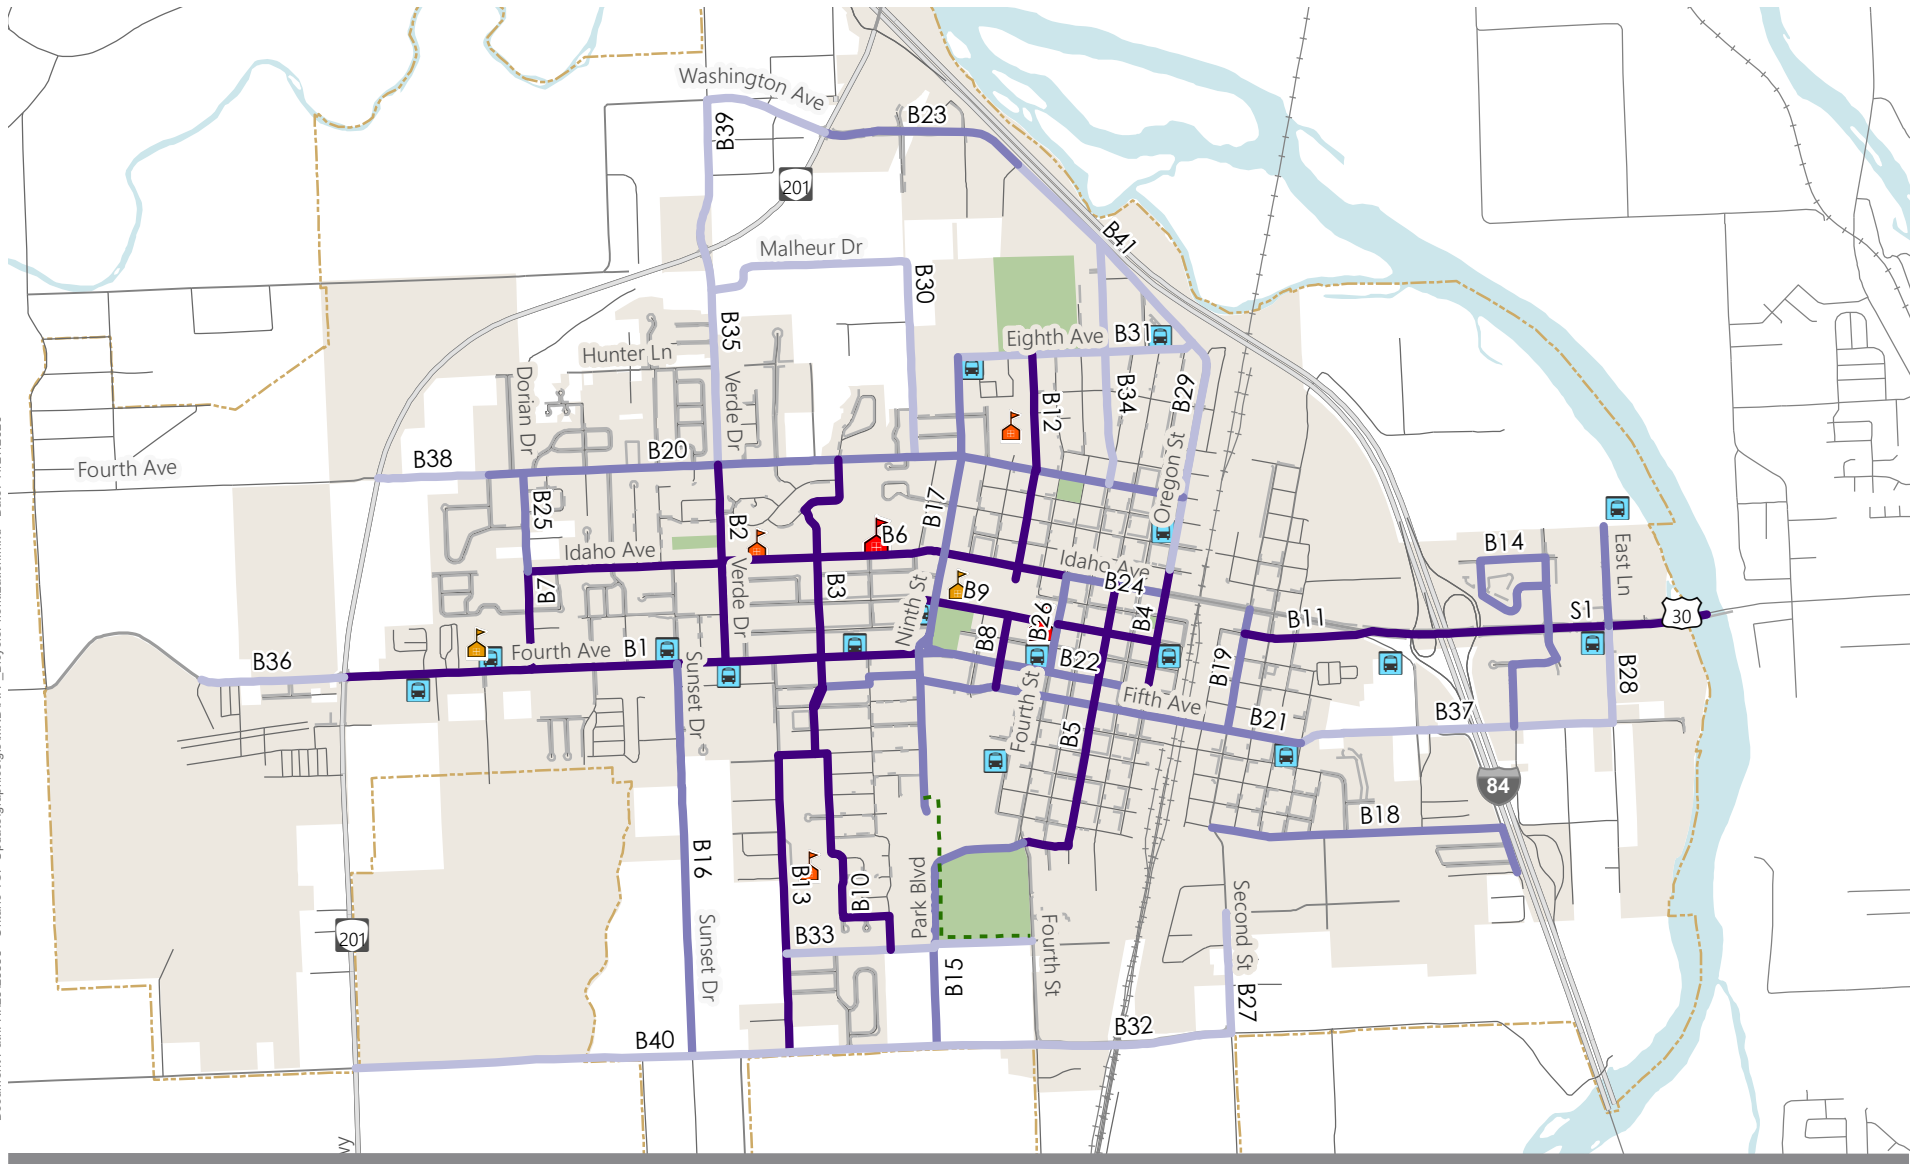 Washington Ave
B39
B23
201
B41
Malheur Dr
B30
B35
Hunter Ln
Eighth Ave
B31
Dorian Dr
Verde Dr
B12
B34
B29
Fourth Ave
B38
B20
Oregon St
B25
B2
B17
B6
Idaho Ave
Idaho Ave
B14
East Ln
B7
Verde Dr
B3
Ninth St
B9
B24
B26
B4
B11
S1
30
B8
B36
Fourth Ave
B1
Sunset Dr
B22
B19
B28
Fifth Ave
Fourth St
B5
B21
B37
84
B18
B16
B13
B10
Park Blvd
Second St
201
Sunset Dr
B33
Fourth St
B15
B27
B40
B32